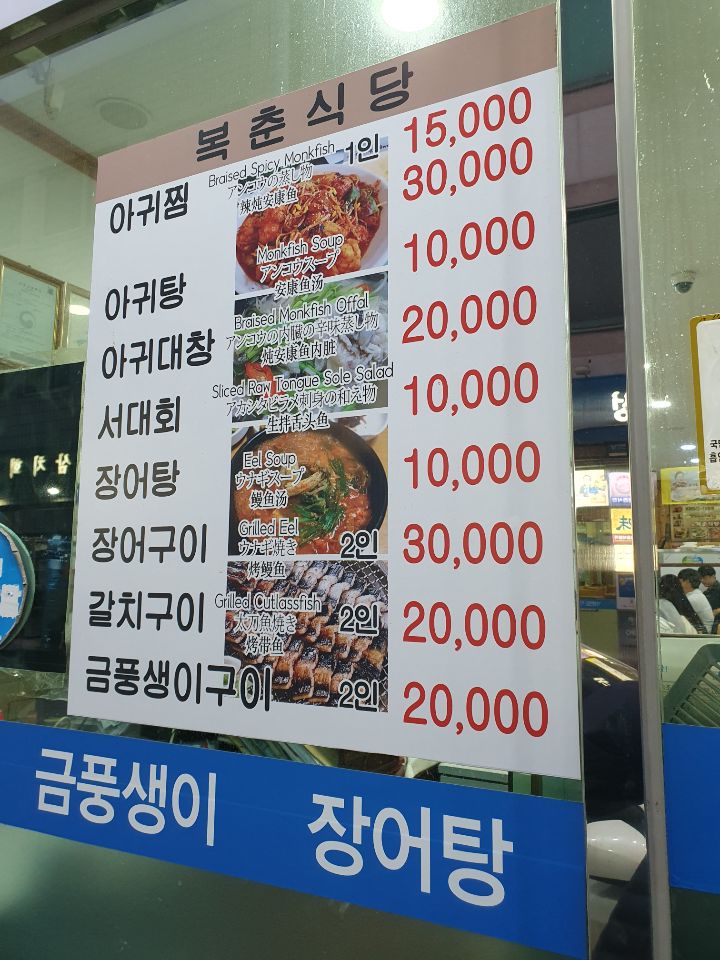 복춘식당
아귀찜 Braised Spicy Monkfish 1인 15,000
アンコウの蒸し物 30,000
辣炖安康鱼
아귀탕 Monkfish Soup 10,000
アンコウスープ
安康鱼汤
아귀대창 Braised Monkfish Offal 20,000
アンコウの内臓の辛味蒸し物
炖安康鱼内脏
서대회 Sliced Raw Tongue Sole Salad 10,000
アカシタビラメ刺身の和え物
生拌舌头鱼
장어탕 Eel Soup 10,000
ウナギスープ
鳗鱼汤
장어구이 Grilled Eel 2인 30,000
ウナギ焼き
烤鳗鱼
갈치구이 Grilled Cutlassfish 2인 20,000
太刀魚焼き
烤带鱼
금풍생이구이 2인 20,000
금풍생이 장어탕